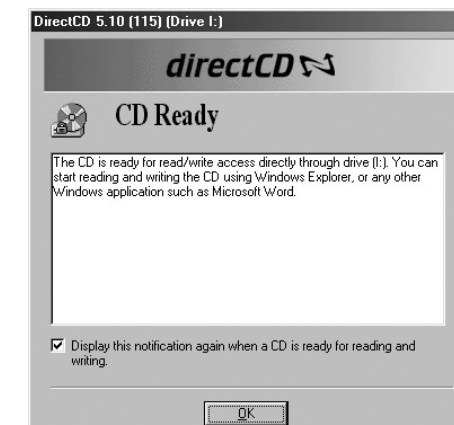 DirectCD 5.10 (115) (Drive I:)
directCD
CD Ready
The CD is ready for read/write access directly through drive (I:). You can
start reading and writing the CD using Windows Explorer, or any other
Windows application such as Microsoft Word.
Display this notification again when a CD is ready for reading and
writing.
OK